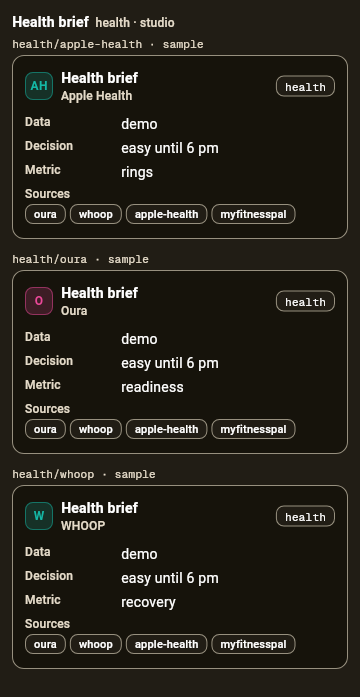 Health brief health · studio
health/apple-health · sample
AH Health brief health
Apple Health
Data demo
Decision easy until 6 pm
Metric rings
Sources
oura whoop apple-health myfitnesspal
health/oura · sample
O Health brief health
Oura
Data demo
Decision easy until 6 pm
Metric readiness
Sources
oura whoop apple-health myfitnesspal
health/whoop · sample
W Health brief health
WHOOP
Data demo
Decision easy until 6 pm
Metric recovery
Sources
oura whoop apple-health myfitnesspal